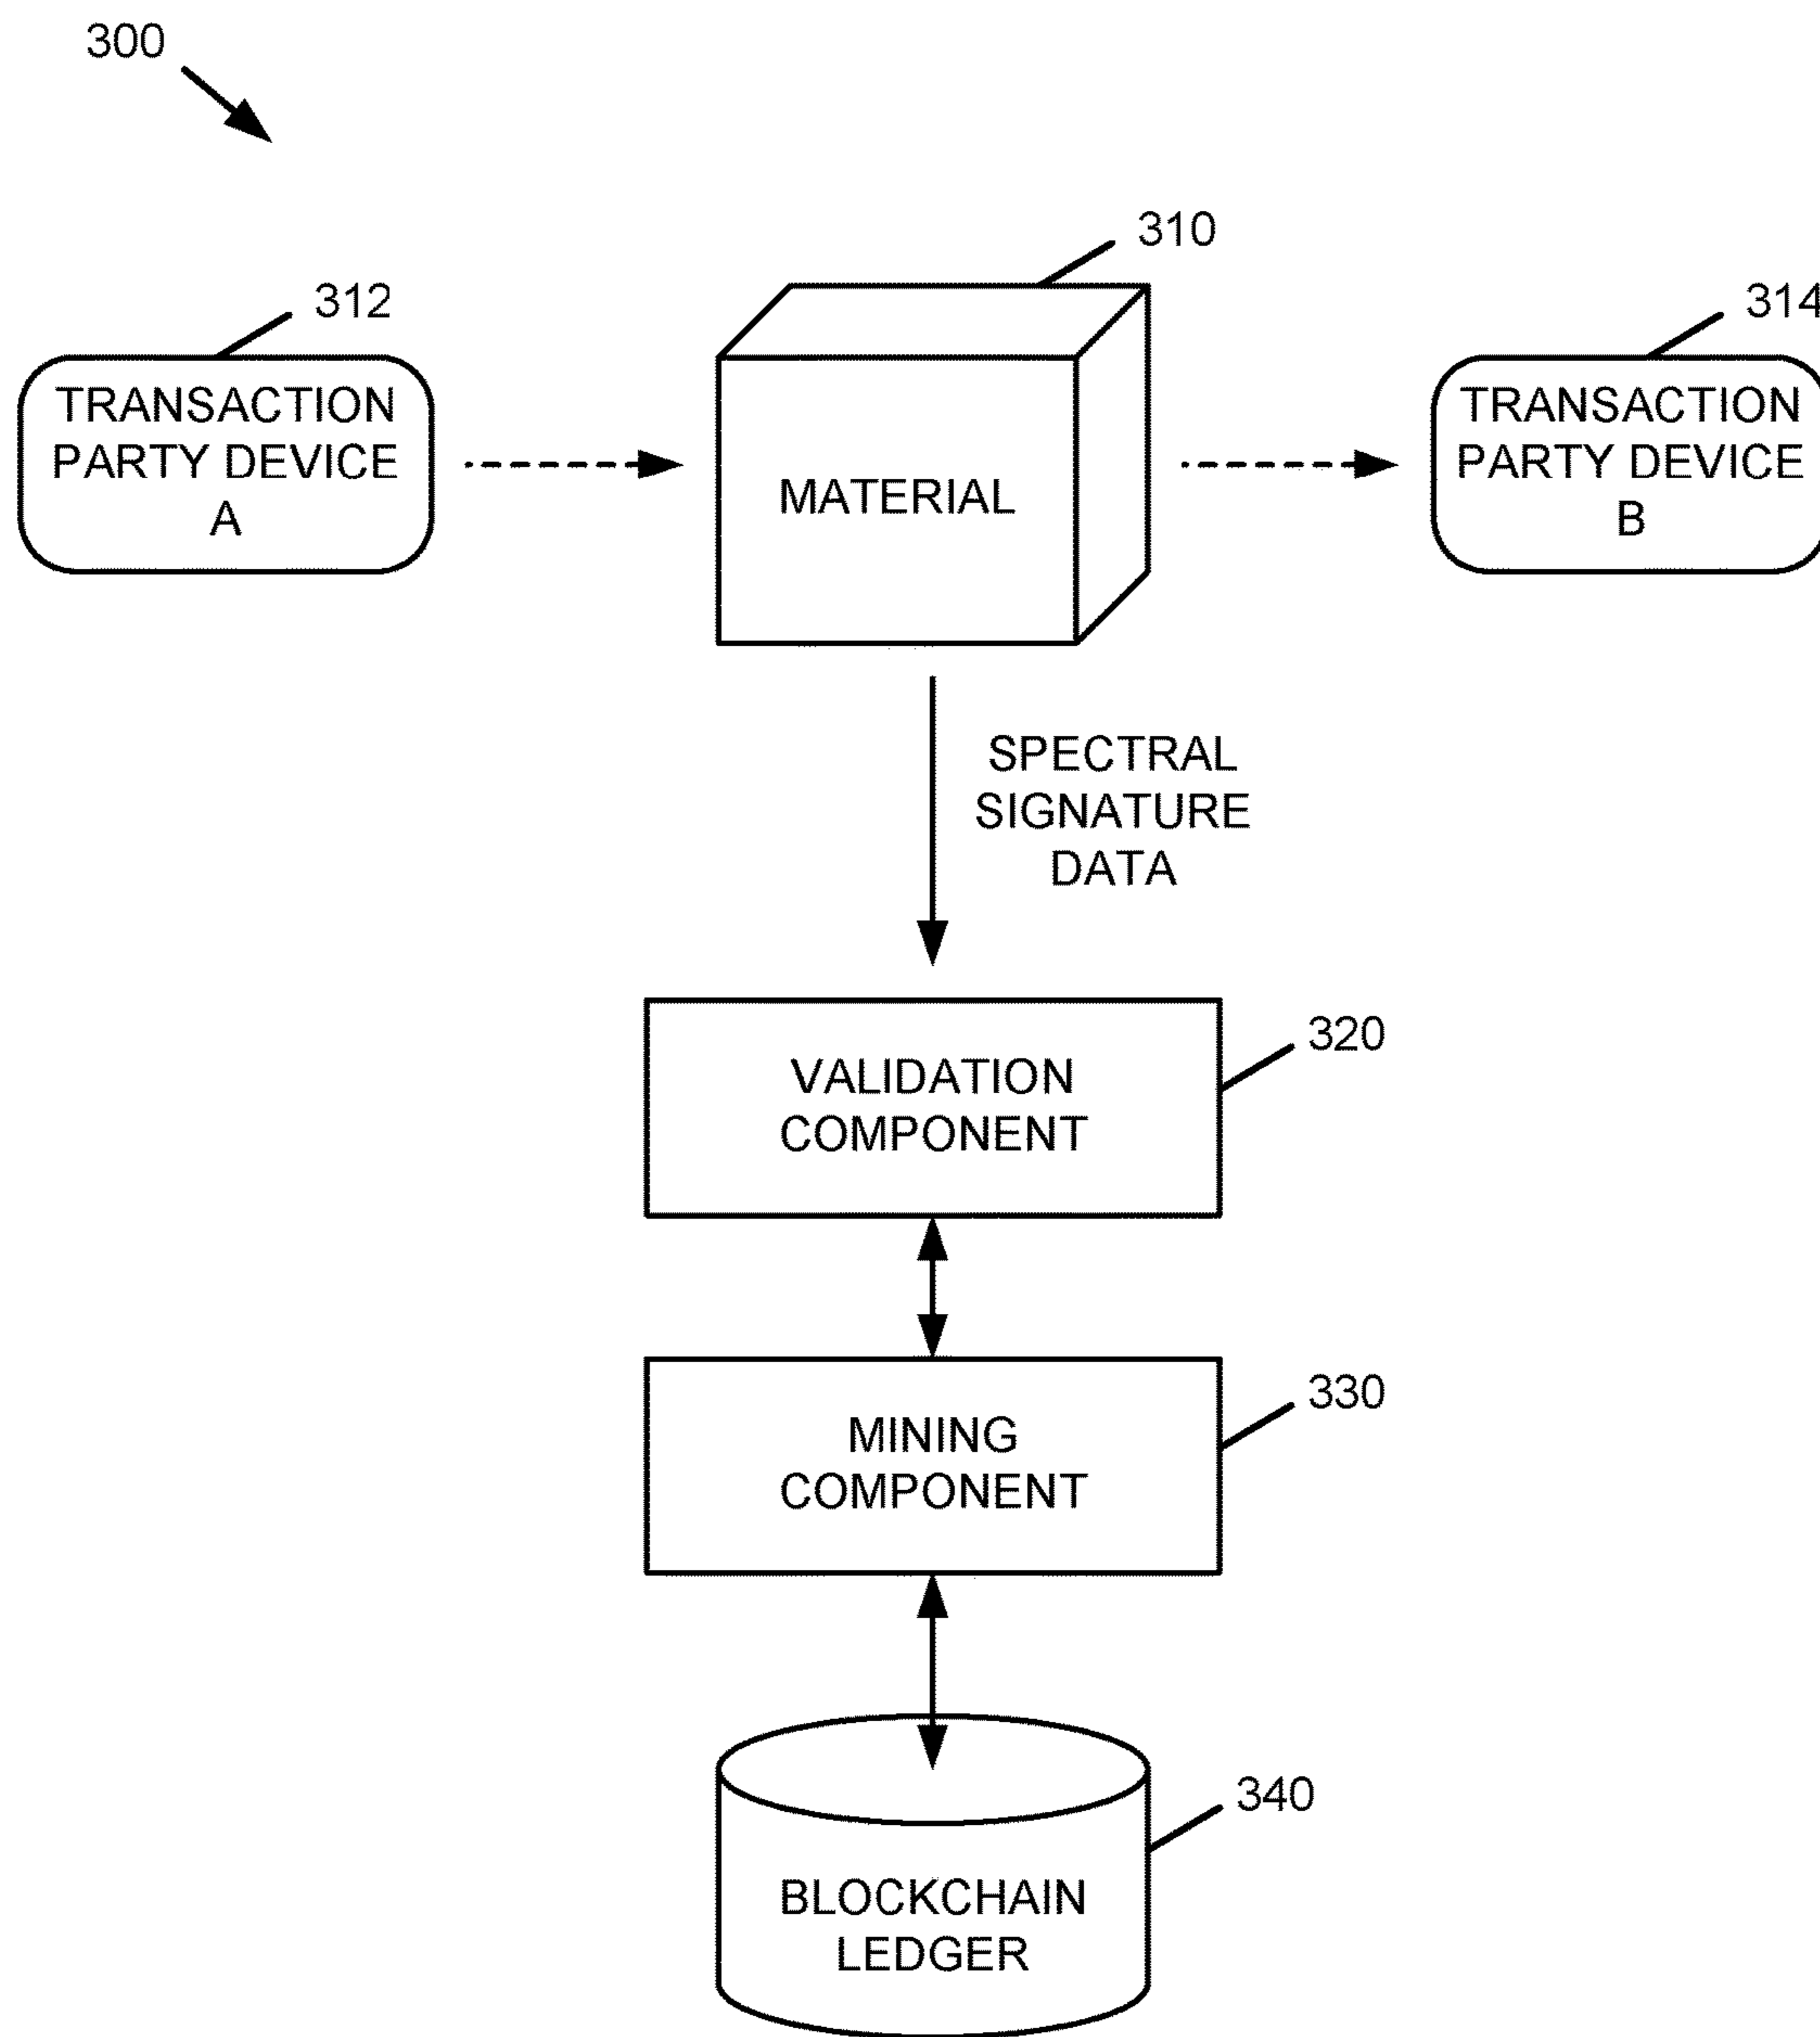 300
310
312
314
TRANSACTION
PARTY DEVICE
A
MATERIAL
TRANSACTION
PARTY DEVICE
B
SPECTRAL
SIGNATURE
DATA
320
VALIDATION
COMPONENT
330
MINING
COMPONENT
340
BLOCKCHAIN
LEDGER